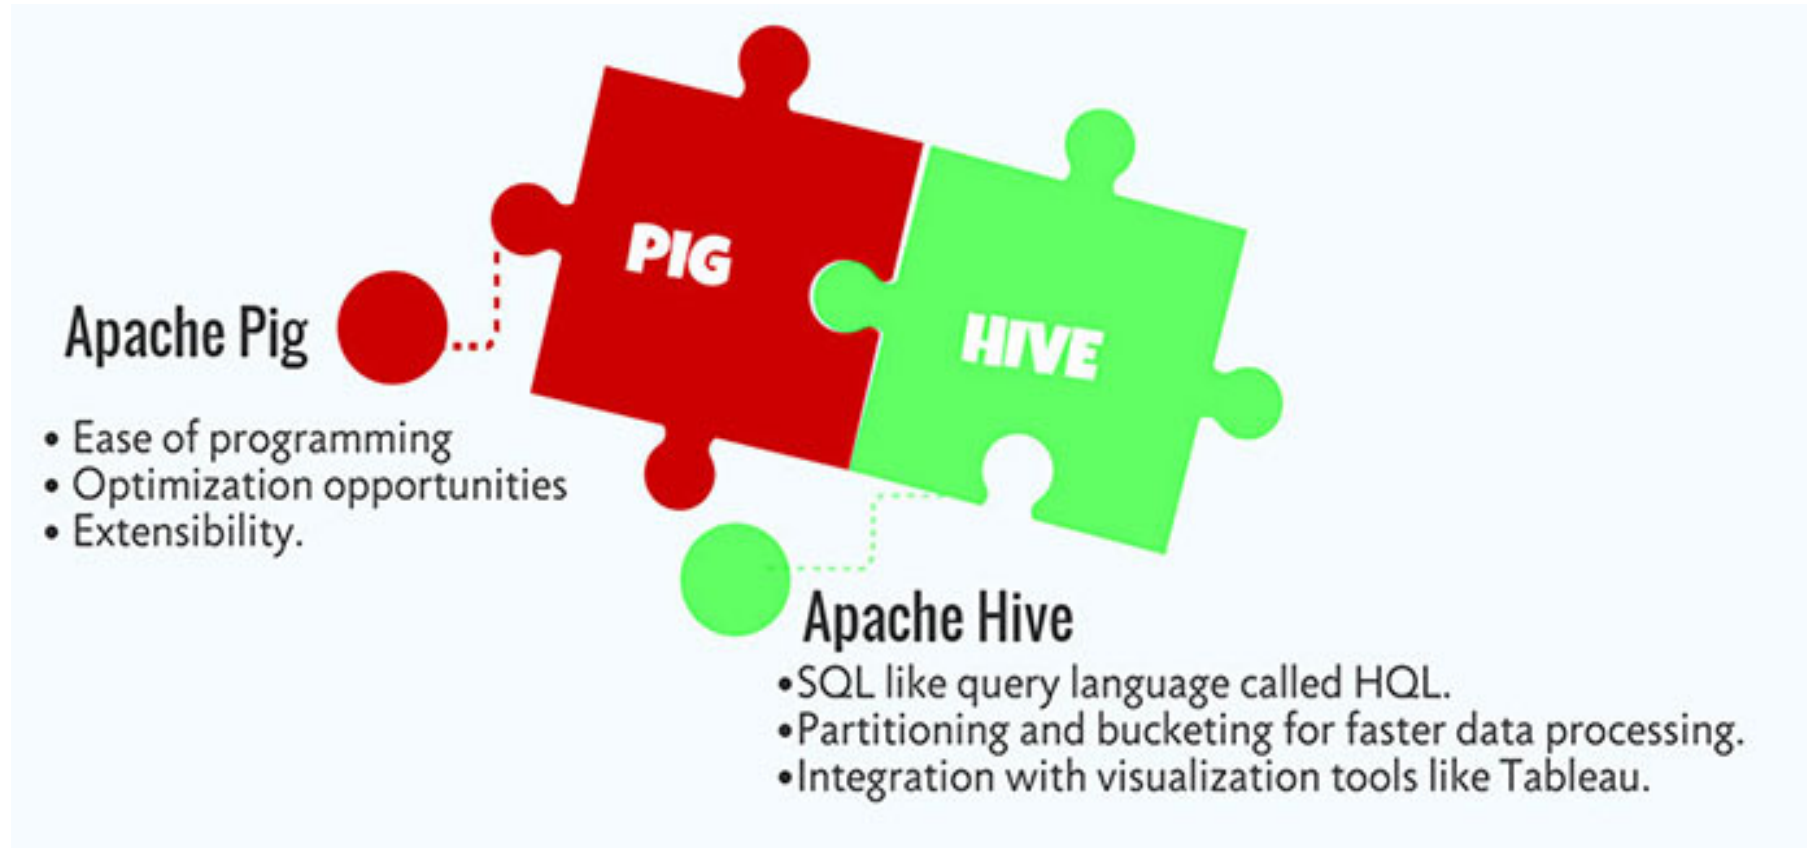 PIG
HIVE
Apache Pig
• Ease of programming
• Optimization opportunities
• Extensibility.
Apache Hive
•SQL like query language called HQL.
•Partitioning and bucketing for faster data processing.
•Integration with visualization tools like Tableau.